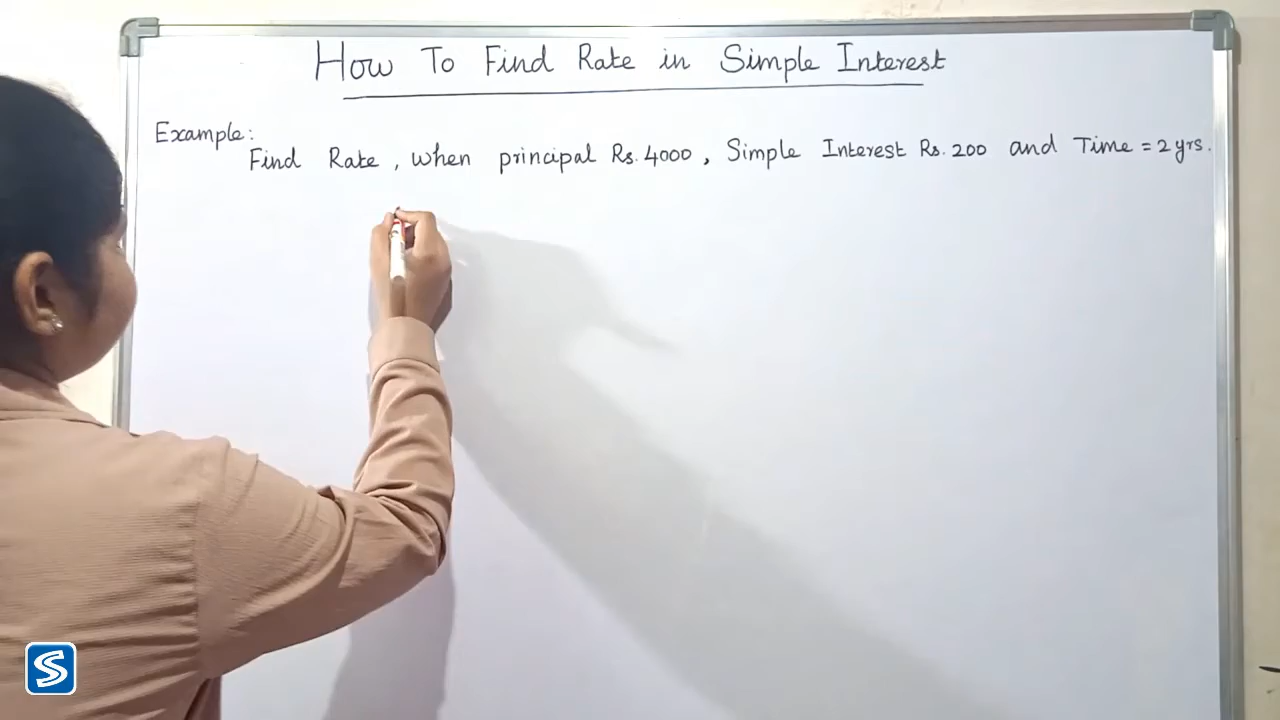 How To Find Rate in Simple Interest
Example:
Find Rate, when principal Rs. 4000, Simple Interest Rs. 200 and Time = 2 yrs.
S